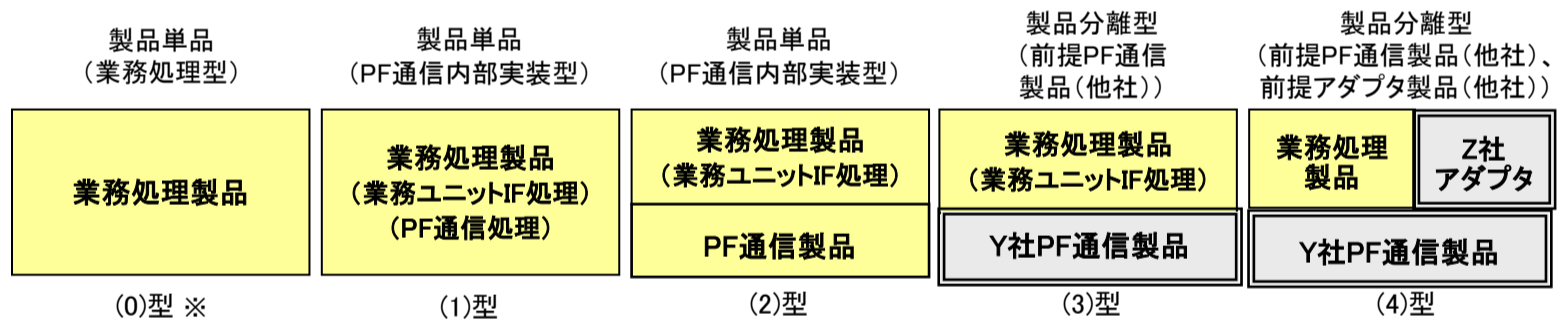 製品単品
（業務処理型）
業務処理製品
(0)型 ※
製品単品
（PF通信内部実装型）
業務処理製品
（業務ユニットIF処理）
（PF通信処理）
(1)型
製品単品
（PF通信内部実装型）
業務処理製品
（業務ユニットIF処理）
PF通信製品
(2)型
製品分離型
（前提PF通信
製品（他社））
業務処理製品
（業務ユニットIF処理）
Y社PF通信製品
(3)型
製品分離型
（前提PF通信製品（他社）、
前提アダプタ製品（他社））
業務処理
製品
Z社
アダプタ
Y社PF通信製品
(4)型